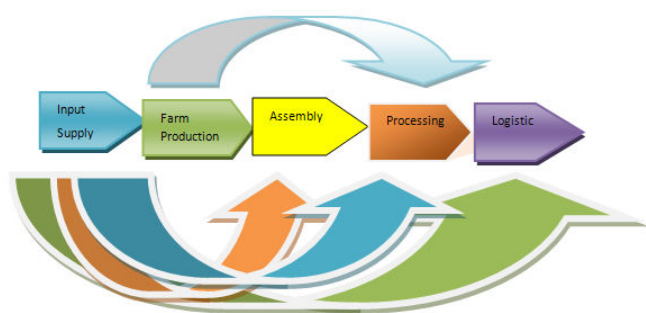 Input
Supply
Farm
Production
Assembly
Processing
Logistic